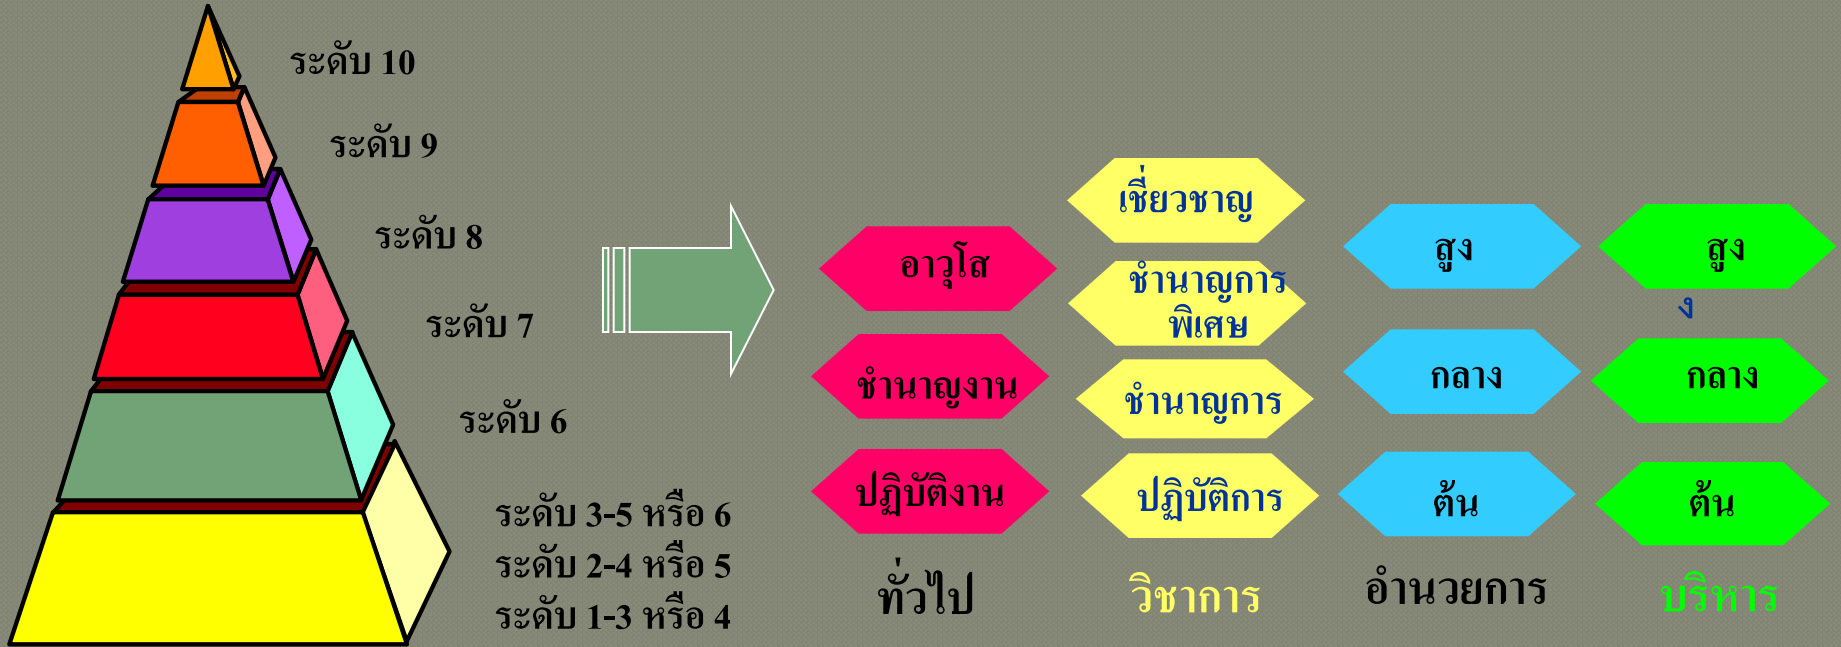 ระดับ 10
ระดับ 9
ระดับ 8
ระดับ 7
ระดับ 6
ระดับ 3-5 หรือ 6
ระดับ 2-4 หรือ 5
ระดับ 1-3 หรือ 4
อาวุโส
ชำนาญงาน
ปฏิบัติงาน
ทั่วไป
เชี่ยวชาญ
ชำนาญการ
พิเศษ
ชำนาญการ
ปฏิบัติการ
วิชาการ
สูง
กลาง
ต้น
อำนวยการ
สูง
ง
กลาง
ต้น
บริหาร